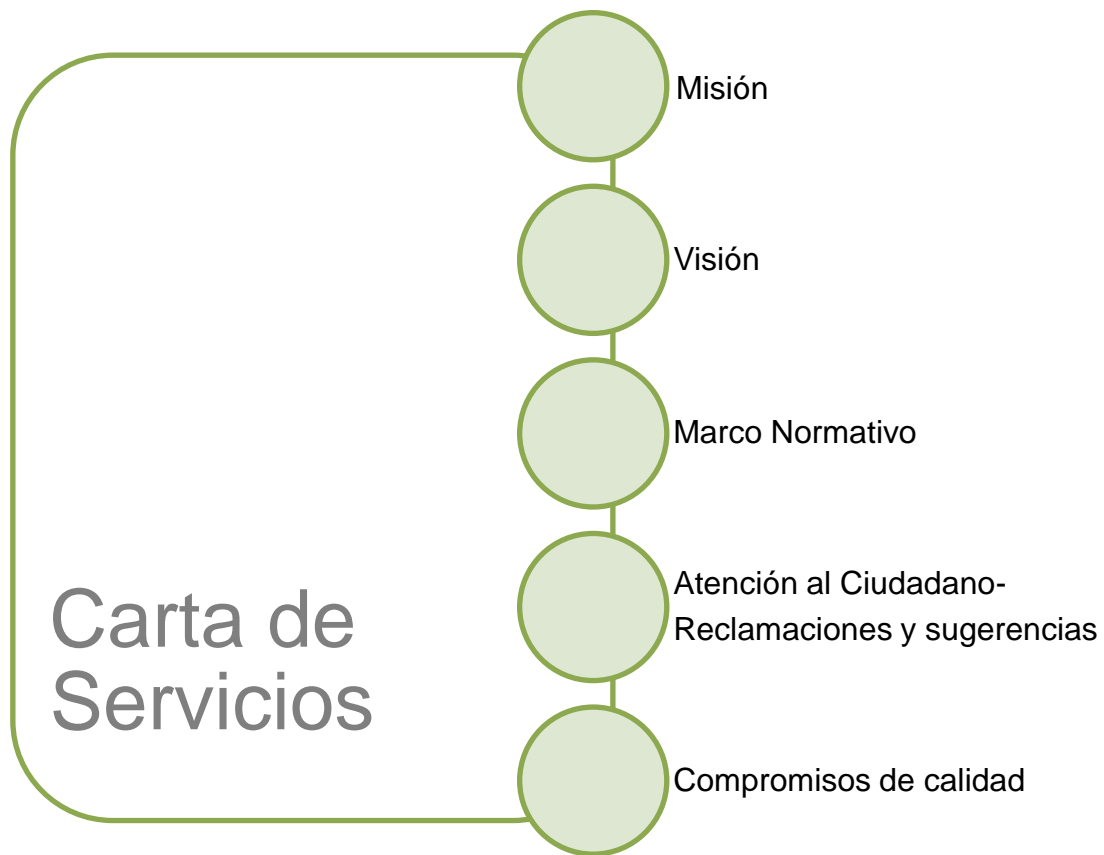 Misión
Visión
Marco Normativo
Atención al Ciudadano-
Reclamaciones y sugerencias
Compromisos de calidad
Carta de
Servicios